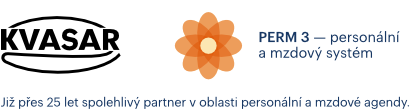 KVASAR
PERM 3 — personální
a mzdový systém
Již přes 25 let spolehlivý partner v oblasti personální a mzdové agendy.